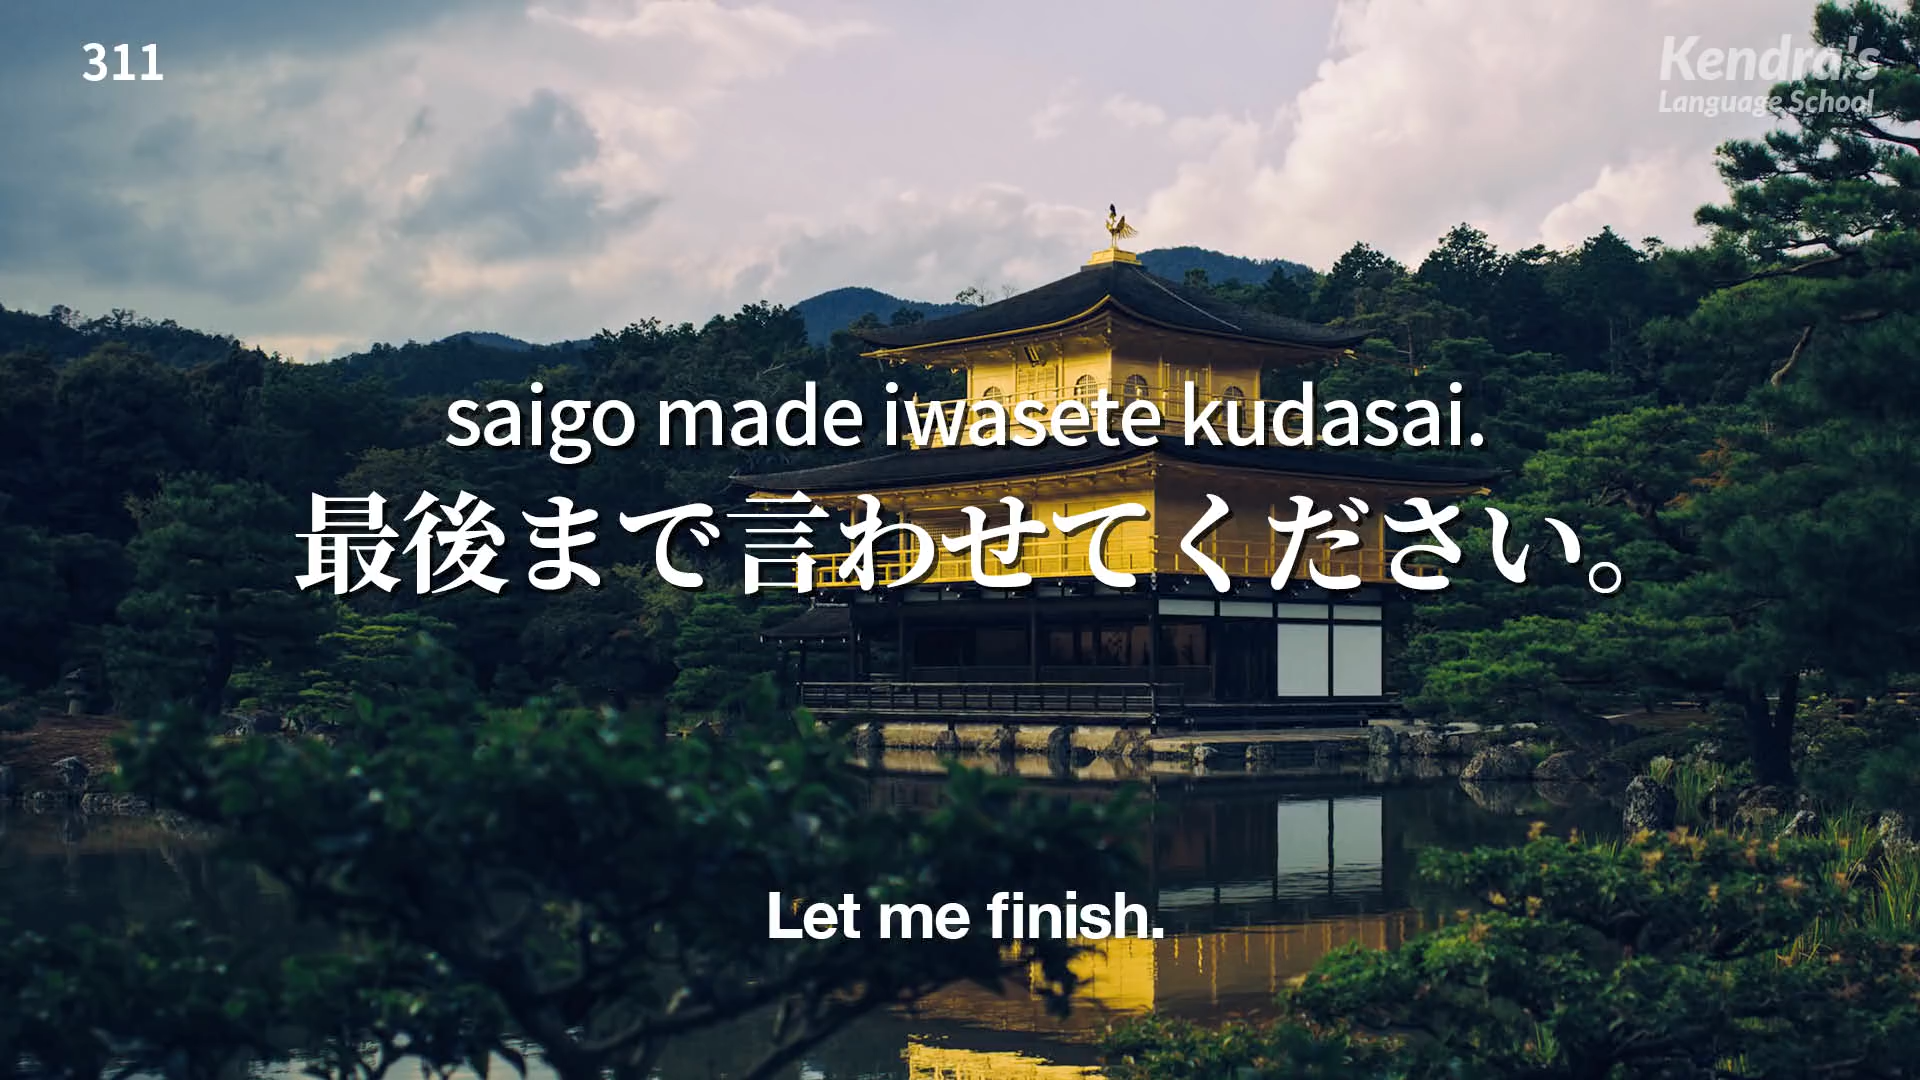 311
Kendra's
Language School
saigo made iwasete kudasai.
最後まで言わせてください。
Let me finish.